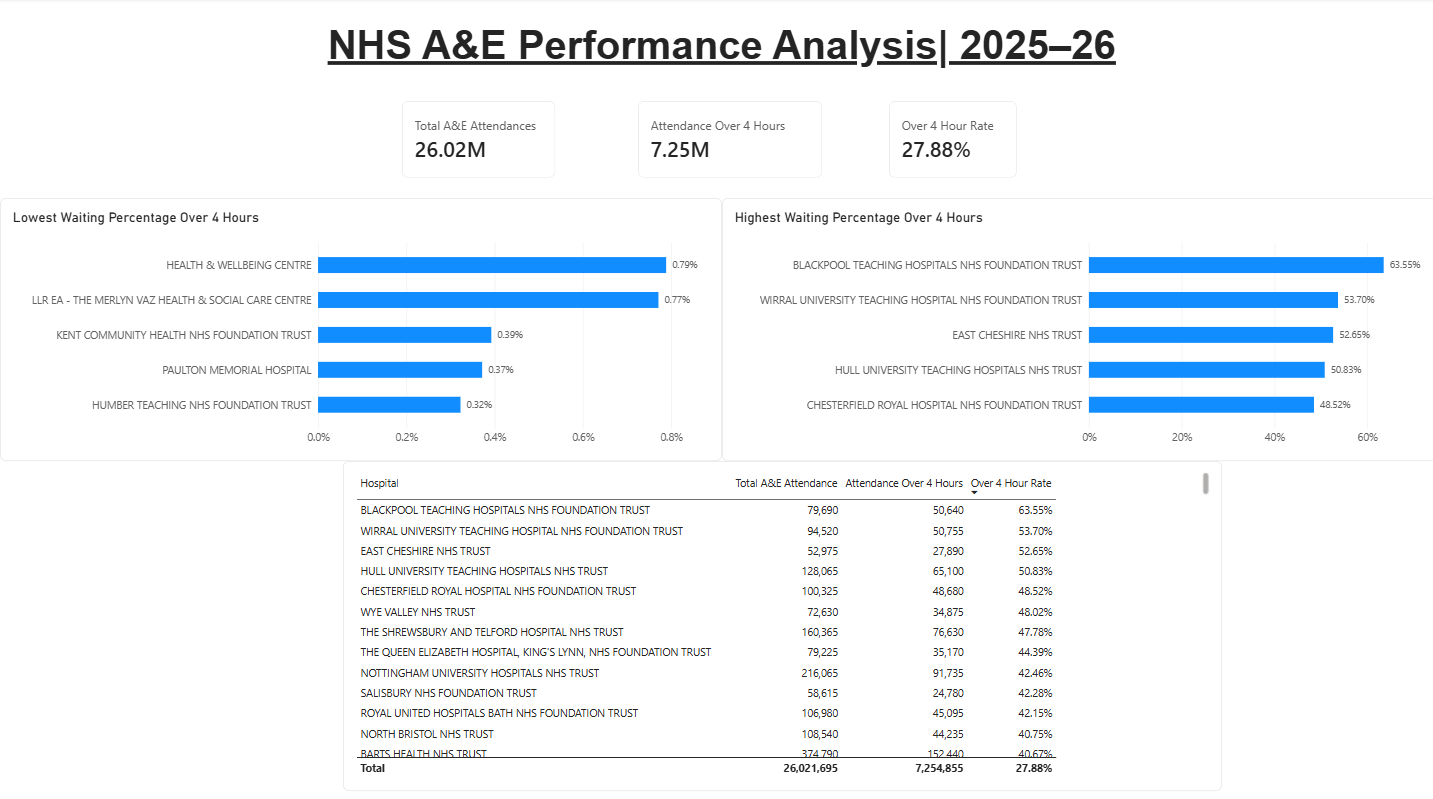 NHS A&E Performance Analysis| 2025–26
Total A&E Attendances
26.02M
Attendance Over 4 Hours
7.25M
Over 4 Hour Rate
27.88%
Lowest Waiting Percentage Over 4 Hours
HEALTH & WELLBEING CENTRE 0.79%
LLR EA - THE MERLYN VAZ HEALTH & SOCIAL CARE CENTRE 0.77%
KENT COMMUNITY HEALTH NHS FOUNDATION TRUST 0.39%
PAULTON MEMORIAL HOSPITAL 0.37%
HUMBER TEACHING NHS FOUNDATION TRUST 0.32%
0.0% 0.2% 0.4% 0.6% 0.8%
Highest Waiting Percentage Over 4 Hours
BLACKPOOL TEACHING HOSPITALS NHS FOUNDATION TRUST 63.55%
WIRRAL UNIVERSITY TEACHING HOSPITAL NHS FOUNDATION TRUST 53.70%
EAST CHESHIRE NHS TRUST 52.65%
HULL UNIVERSITY TEACHING HOSPITALS NHS TRUST 50.83%
CHESTERFIELD ROYAL HOSPITAL NHS FOUNDATION TRUST 48.52%
0% 20% 40% 60%
Hospital Total A&E Attendance Attendance Over 4 Hours Over 4 Hour Rate
BLACKPOOL TEACHING HOSPITALS NHS FOUNDATION TRUST 79,690 50,640 63.55%
WIRRAL UNIVERSITY TEACHING HOSPITAL NHS FOUNDATION TRUST 94,520 50,755 53.70%
EAST CHESHIRE NHS TRUST 52,975 27,890 52.65%
HULL UNIVERSITY TEACHING HOSPITALS NHS TRUST 128,065 65,100 50.83%
CHESTERFIELD ROYAL HOSPITAL NHS FOUNDATION TRUST 100,325 48,680 48.52%
WYE VALLEY NHS TRUST 72,630 34,875 48.02%
THE SHREWSBURY AND TELFORD HOSPITAL NHS TRUST 160,365 76,630 47.78%
THE QUEEN ELIZABETH HOSPITAL, KING'S LYNN, NHS FOUNDATION TRUST 79,225 35,170 44.39%
NOTTINGHAM UNIVERSITY HOSPITALS NHS TRUST 216,065 91,735 42.46%
SALISBURY NHS FOUNDATION TRUST 58,615 24,780 42.28%
ROYAL UNITED HOSPITALS BATH NHS FOUNDATION TRUST 106,980 45,095 42.15%
NORTH BRISTOL NHS TRUST 108,540 44,235 40.75%
BARTS HEALTH NHS TRUST 374,790 152,440 40.67%
Total 26,021,695 7,254,855 27.88%